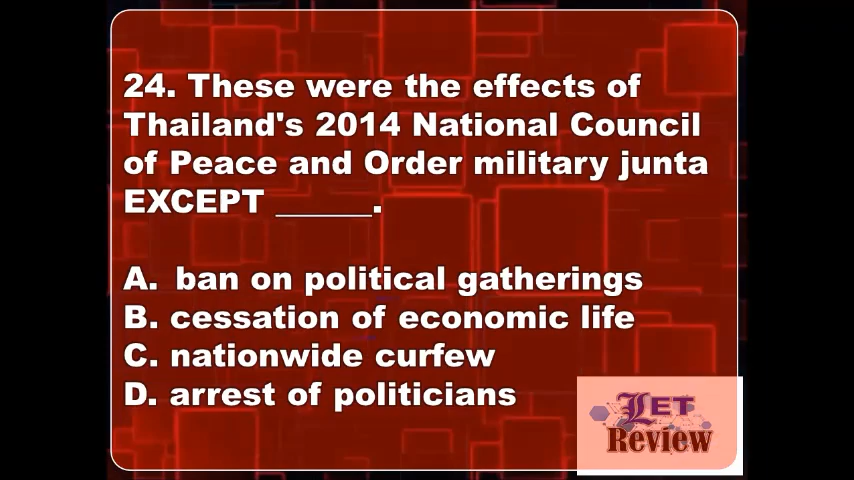 24. These were the effects of
Thailand's 2014 National Council
of Peace and Order military junta
EXCEPT ______.
A. ban on political gatherings
B. cessation of economic life
C. nationwide curfew
D. arrest of politicians
LET
Review